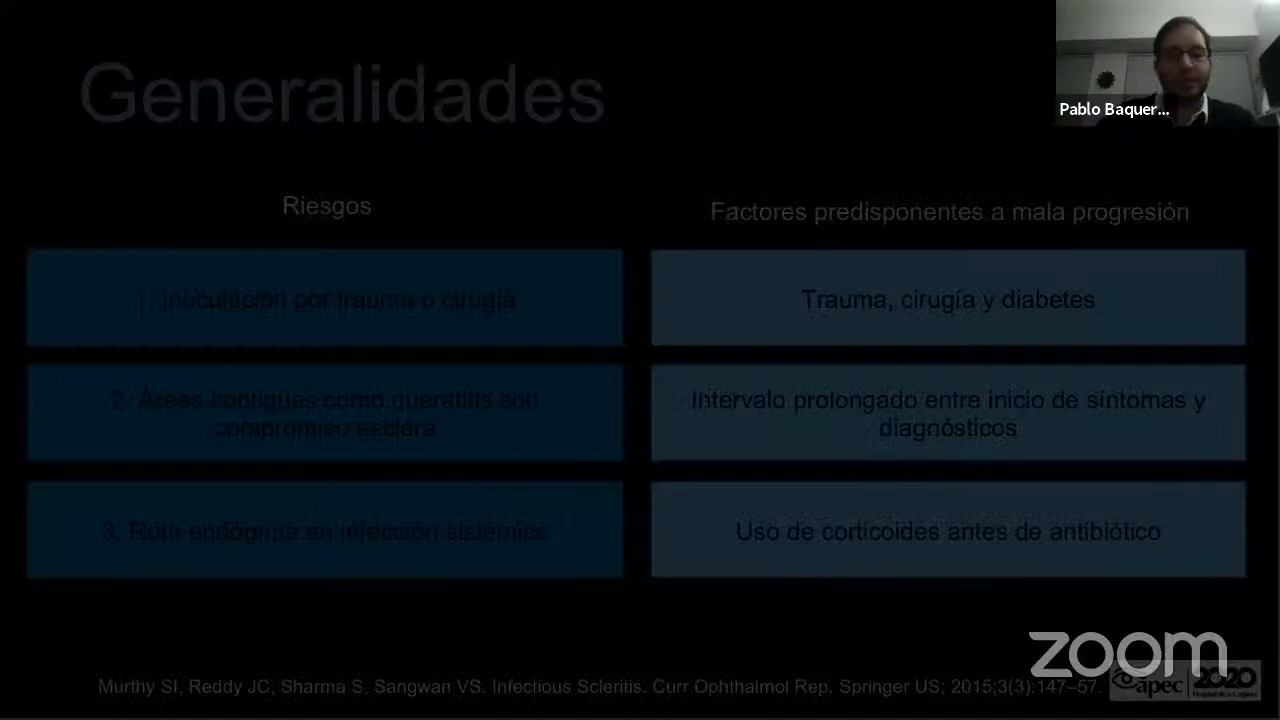 Generalidades
Pablo Baquer...
Riesgos
Factores predisponentes a mala progresión
1. Inoculación por trauma o cirugía
Trauma, cirugía y diabetes
2. Áreas contiguas como queratitis con
compromiso esclera
Intervalo prolongado entre inicio de síntomas y
diagnósticos
3. Ruta endógena en infección sistémica
Uso de corticoides antes de antibiótico
zoom
Murthy SI, Reddy JC, Sharma S, Sangwan VS. Infectious Scleritis. Curr Ophthalmol Rep. Springer US; 2015;3(3):147–57.
apec 2020